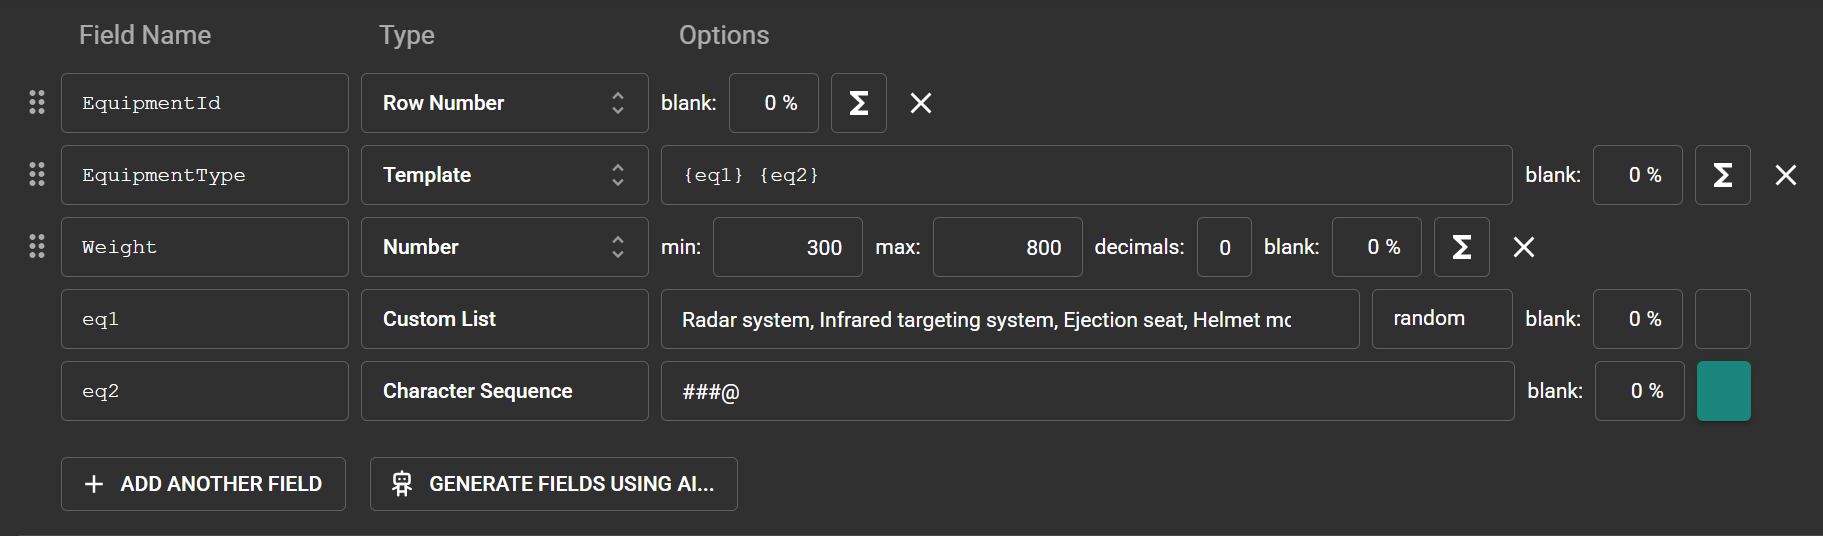 Field Name Type Options
EquipmentId Row Number blank: 0 % Σ
EquipmentType Template {eq1} {eq2} blank: 0 % Σ
Weight Number min: 300 max: 800 decimals: 0 blank: 0 % Σ
eq1 Custom List Radar system, Infrared targeting system, Ejection seat, Helmet random blank: 0 %
eq2 Character Sequence ###@ blank: 0 %
+ ADD ANOTHER FIELD GENERATE FIELDS USING AI...